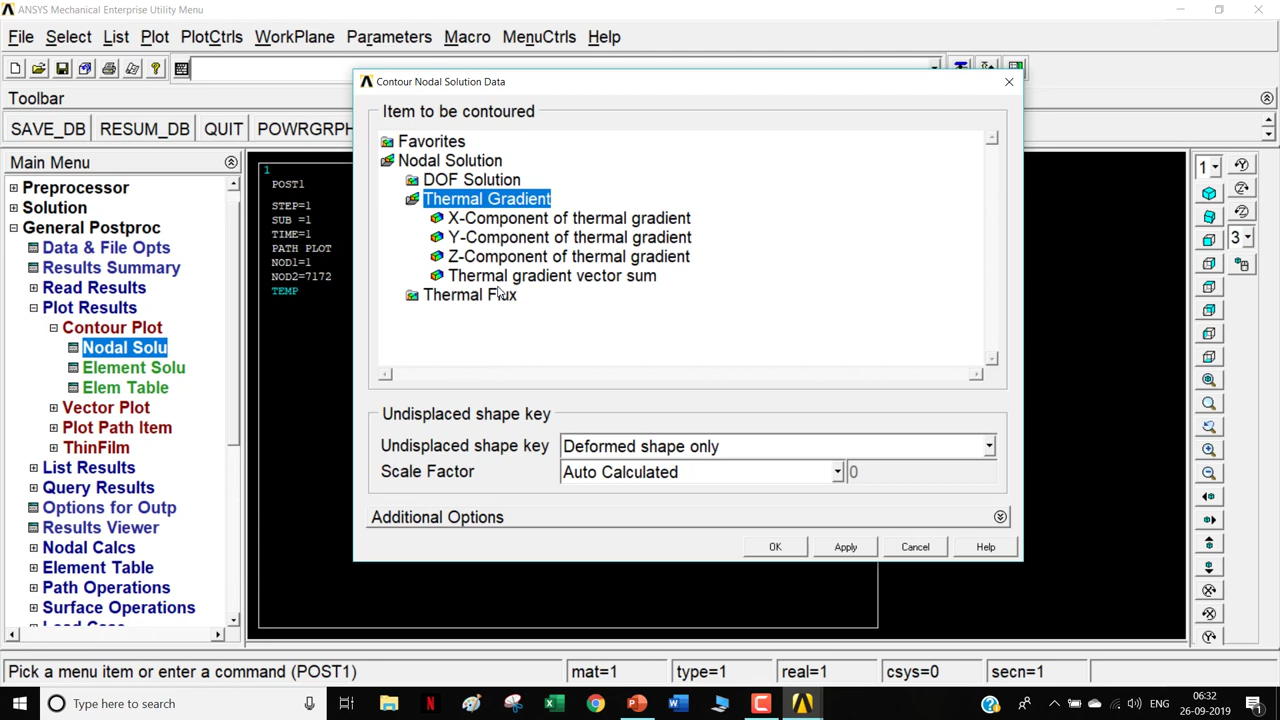 ANSYS Mechanical Enterprise Utility Menu
File Select List Plot PlotCtrls WorkPlane Parameters Macro MenuCtrls Help
Toolbar
SAVE_DB RESUM_DB QUIT POWRGRPH
Main Menu
Preprocessor
Solution
General Postproc
Data & File Opts
Results Summary
Read Results
Plot Results
Contour Plot
Nodal Solu
Element Solu
Elem Table
Vector Plot
Plot Path Item
ThinFilm
List Results
Query Results
Options for Outp
Results Viewer
Nodal Calcs
Element Table
Path Operations
Surface Operations
Load Case
1
POST1
STEP=1
SUB =1
TIME=1
PATH PLOT
NOD1=1
NOD2=7172
TEMP
Contour Nodal Solution Data
Item to be contoured
Favorites
Nodal Solution
DOF Solution
Thermal Gradient
X-Component of thermal gradient
Y-Component of thermal gradient
Z-Component of thermal gradient
Thermal gradient vector sum
Thermal Flux
Undisplaced shape key
Undisplaced shape key Deformed shape only
Scale Factor Auto Calculated 0
Additional Options
OK Apply Cancel Help
1
3
Pick a menu item or enter a command (POST1) mat=1 type=1 real=1 csys=0 secn=1
Type here to search
ENG
06:32
26-09-2019